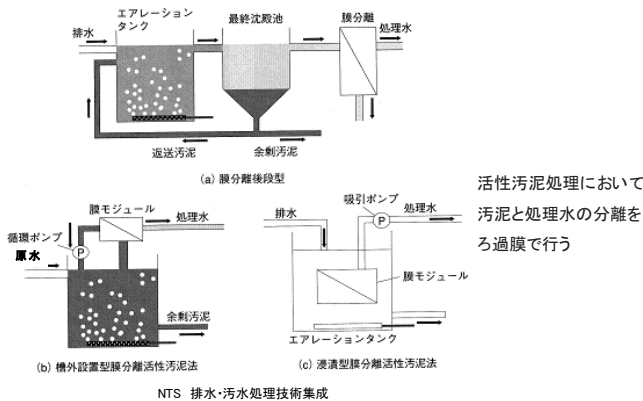 エアレーション
タンク
最終沈殿池
膜分離
排水
処理水
返送汚泥
余剰汚泥
(a) 膜分離後段型
活性汚泥処理において
汚泥と処理水の分離を
ろ過膜で行う
膜モジュール
処理水
循環ポンプ
P
原水
余剰汚泥
(b) 槽外設置型膜分離活性汚泥法
吸引ポンプ
処理水
排水
P
膜モジュール
エアレーションタンク
(c) 浸漬型膜分離活性汚泥法
NTS 排水・汚水処理技術集成